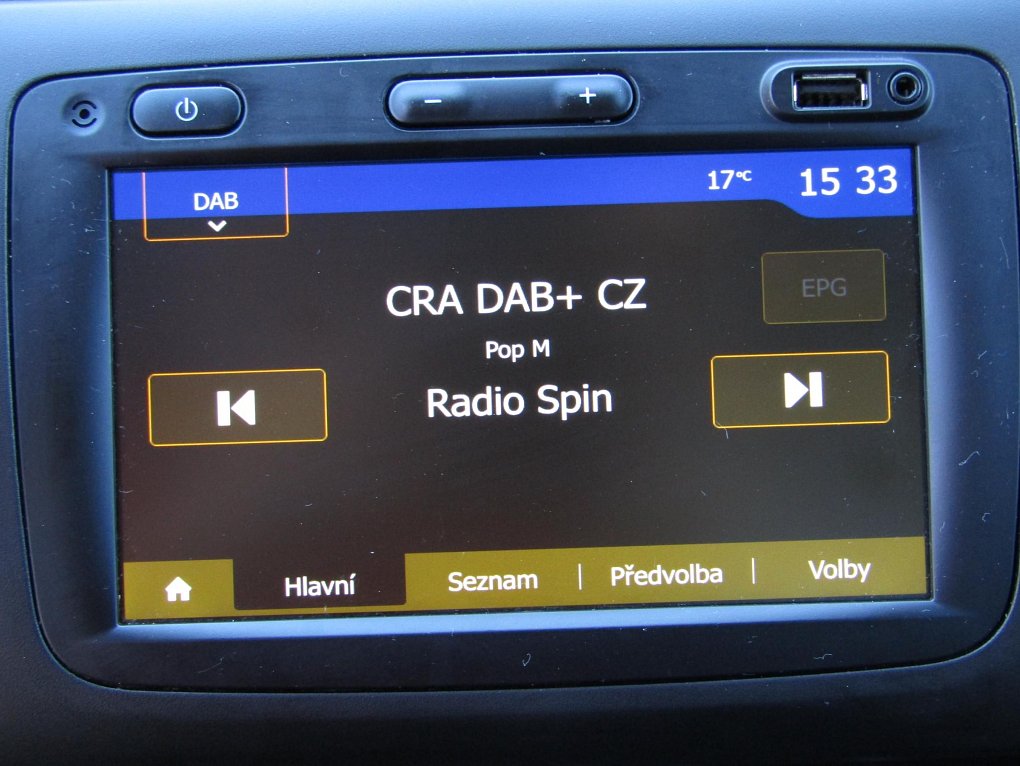 − +
DAB
17°C
15 33
CRA DAB+ CZ
EPG
Pop M
Radio Spin
Hlavní
Seznam
Předvolba
Volby